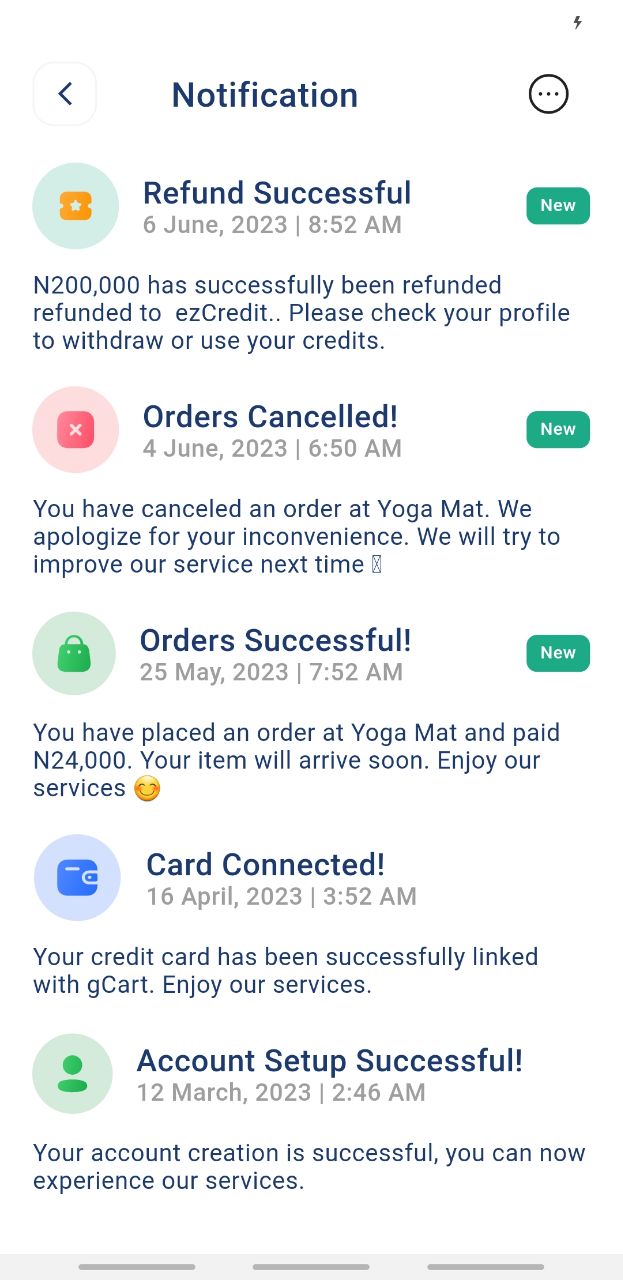 Notification
Refund Successful
6 June, 2023 | 8:52 AM
New
N200,000 has successfully been refunded
refunded to  ezCredit.. Please check your profile
to withdraw or use your credits.
Orders Cancelled!
4 June, 2023 | 6:50 AM
New
You have canceled an order at Yoga Mat. We
apologize for your inconvenience. We will try to
improve our service next time
Orders Successful!
25 May, 2023 | 7:52 AM
New
You have placed an order at Yoga Mat and paid
N24,000. Your item will arrive soon. Enjoy our
services 😊
Card Connected!
16 April, 2023 | 3:52 AM
Your credit card has been successfully linked
with gCart. Enjoy our services.
Account Setup Successful!
12 March, 2023 | 2:46 AM
Your account creation is successful, you can now
experience our services.